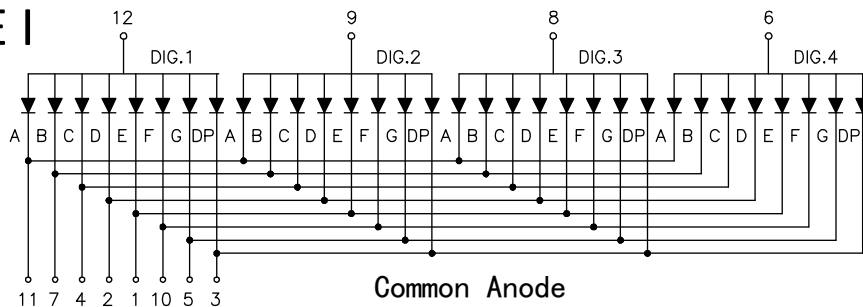 EI
12 9 8 6
DIG.1 DIG.2 DIG.3 DIG.4
A B C D E F G DP A B C D E F G DP A B C D E F G DP A B C D E F G DP
11 7 4 2 1 10 5 3
Common Anode